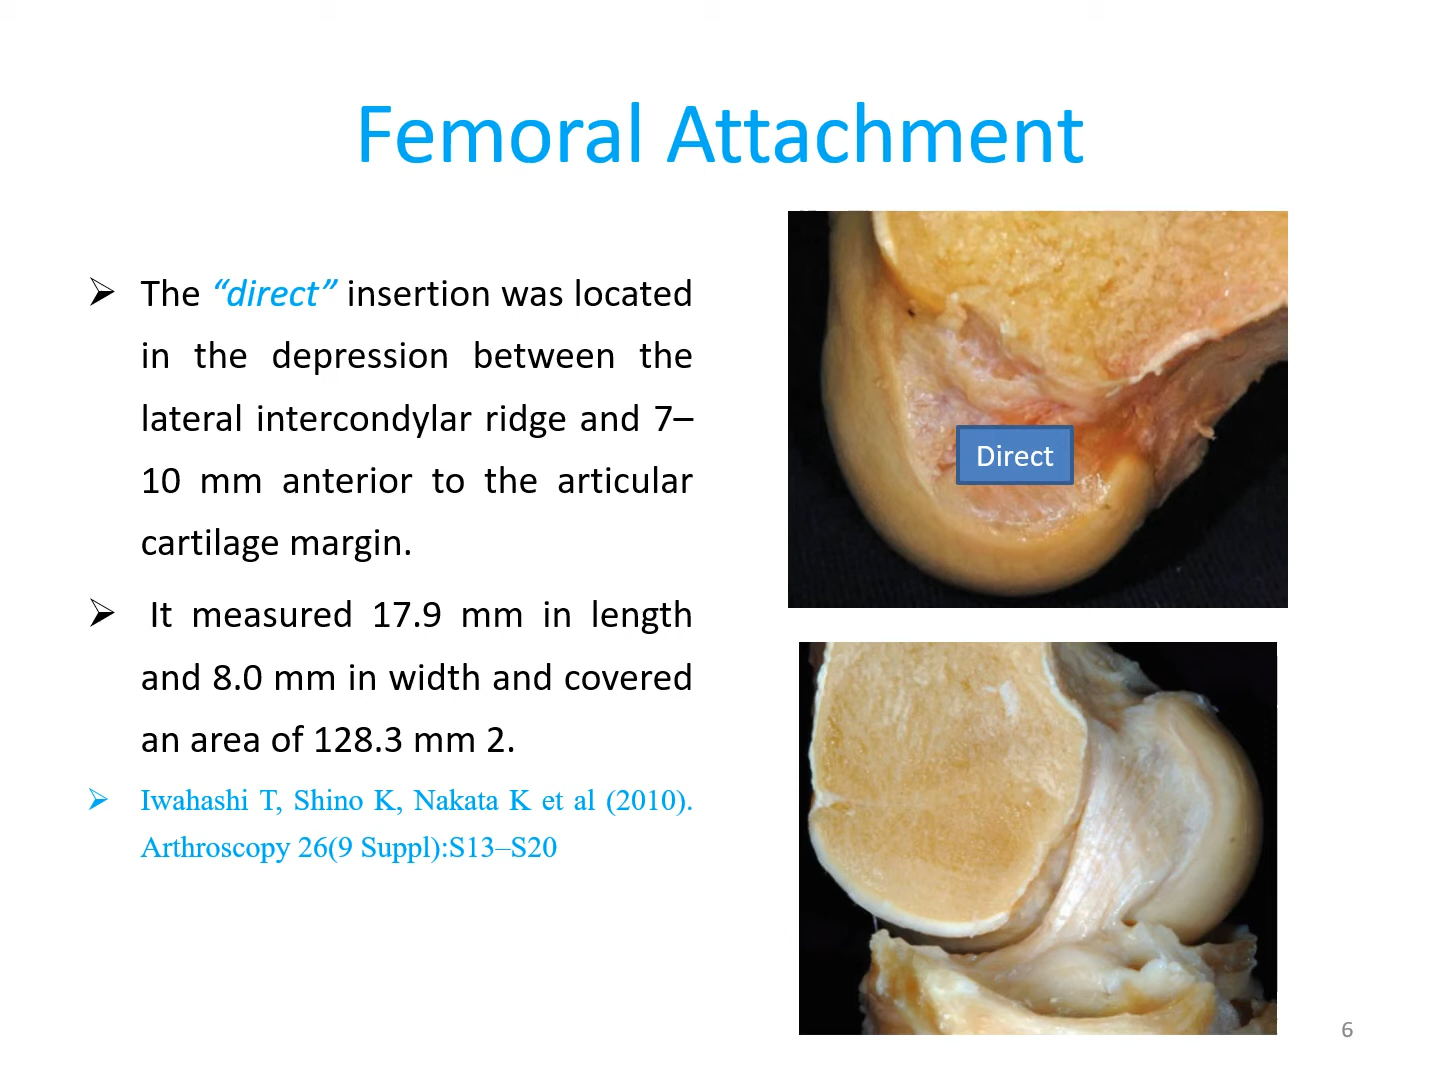 Femoral Attachment
➢ The “direct” insertion was located
in the depression between the
lateral intercondylar ridge and 7–
10 mm anterior to the articular
cartilage margin.
➢ It measured 17.9 mm in length
and 8.0 mm in width and covered
an area of 128.3 mm 2.
➢ Iwahashi T, Shino K, Nakata K et al (2010).
Arthroscopy 26(9 Suppl):S13–S20
Direct
6